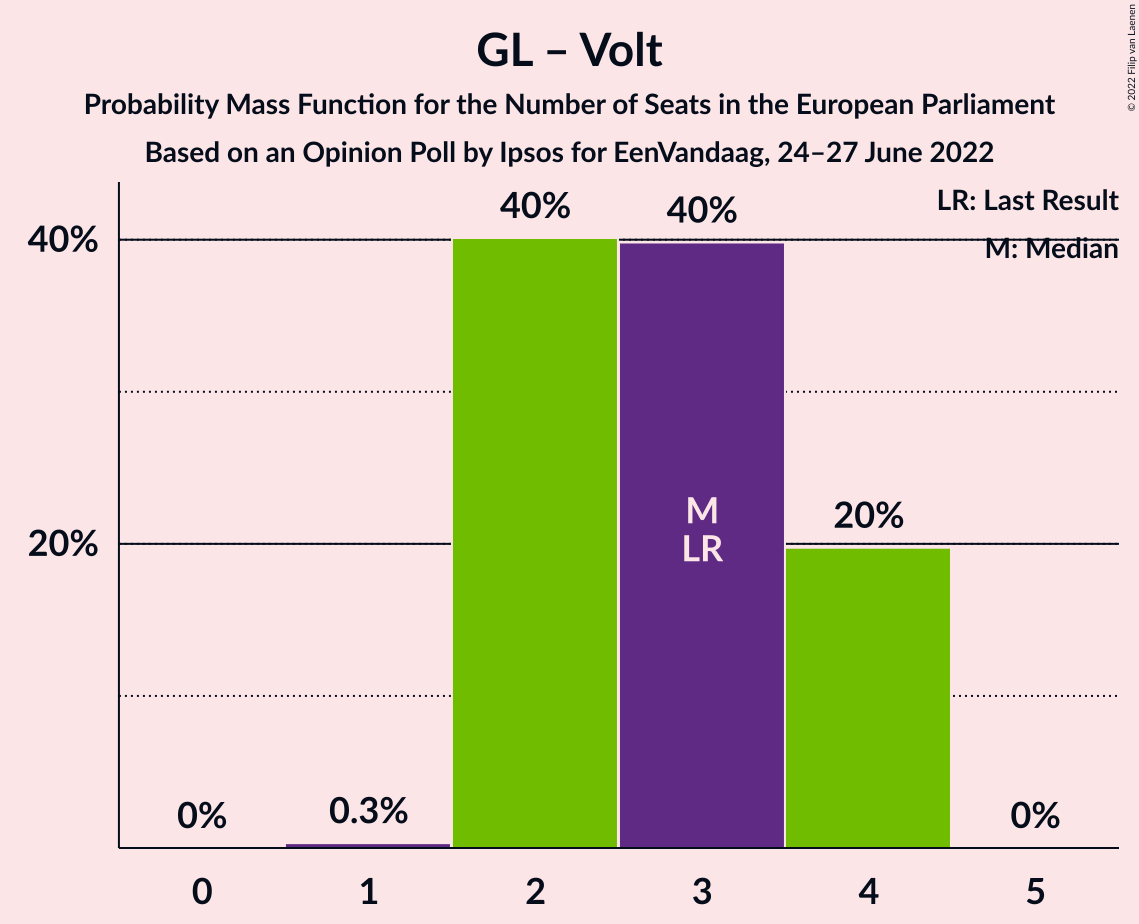 GL – Volt
Probability Mass Function for the Number of Seats in the European Parliament
Based on an Opinion Poll by Ipsos for EenVandaag, 24–27 June 2022
© 2022 Filip van Laenen
LR: Last Result
M: Median
40%
20%
0%
0.3%
40%
40%
20%
0%
M
LR
0
1
2
3
4
5